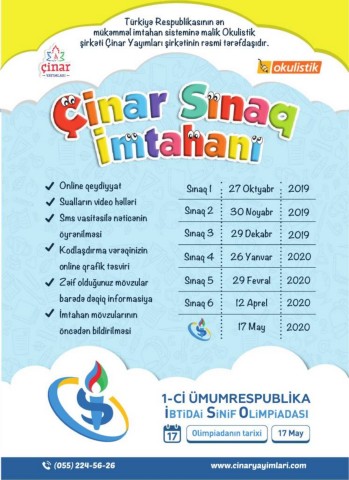 Türkiyə Respublikasının ən
mükəmməl imtahan sisteminə malik Okulistik
şirkəti Çinar Yayımları şirkətinin rəsmi tərəfdaşıdır.
çinar
YAYIMLARI
okulistik
Çinar Sınaq
İmtahanı
Online qeydiyyat
Sualların video həlləri
Sms vasitəsilə nəticənin
öyrənilməsi
Kodlaşdırma vərəqinizin
online qrafik təsviri
Zəif olduğunuz mövzular
barədə dəqiq informasiya
İmtahan mövzularının
öncədən bildirilməsi
Sınaq 1 27 Oktyabr 2019
Sınaq 2 30 Noyabr 2019
Sınaq 3 29 Dekabr 2019
Sınaq 4 26 Yanvar 2020
Sınaq 5 29 Fevral 2020
Sınaq 6 12 Aprel 2020
17 May 2020
1-Cİ ÜMUMRESPUBLİKA
İBTİDAİ SİNİF OLİMPİADASI
17 Olimpiadanın tarixi 17 May
(055) 224-56-26
www.cinaryayimlari.com